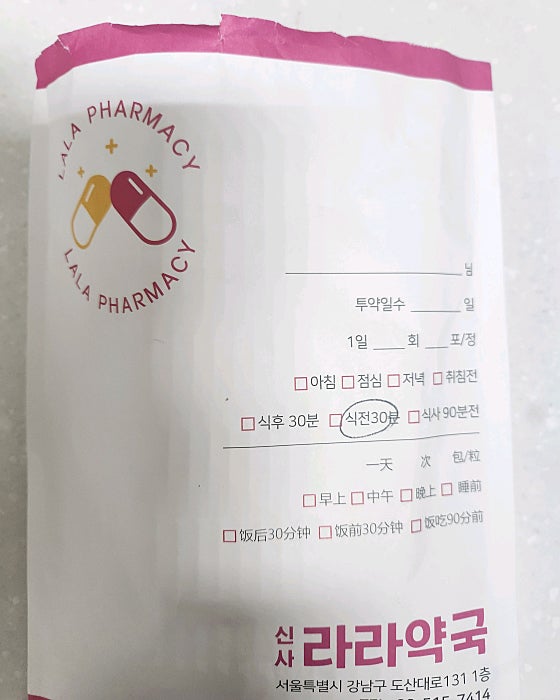 LALA PHARMACY
LALA PHARMACY
님
투약일수 일
1일 회 포/정
아침 점심 저녁 취침전
식후 30분 식전30분 식사 90분전
一天 次 包/粒
早上 中午 晚上 睡前
饭后30分钟 饭前30分钟 饭吃90分前
신사 라라약국
서울특별시 강남구 도산대로131 1층
515-7414